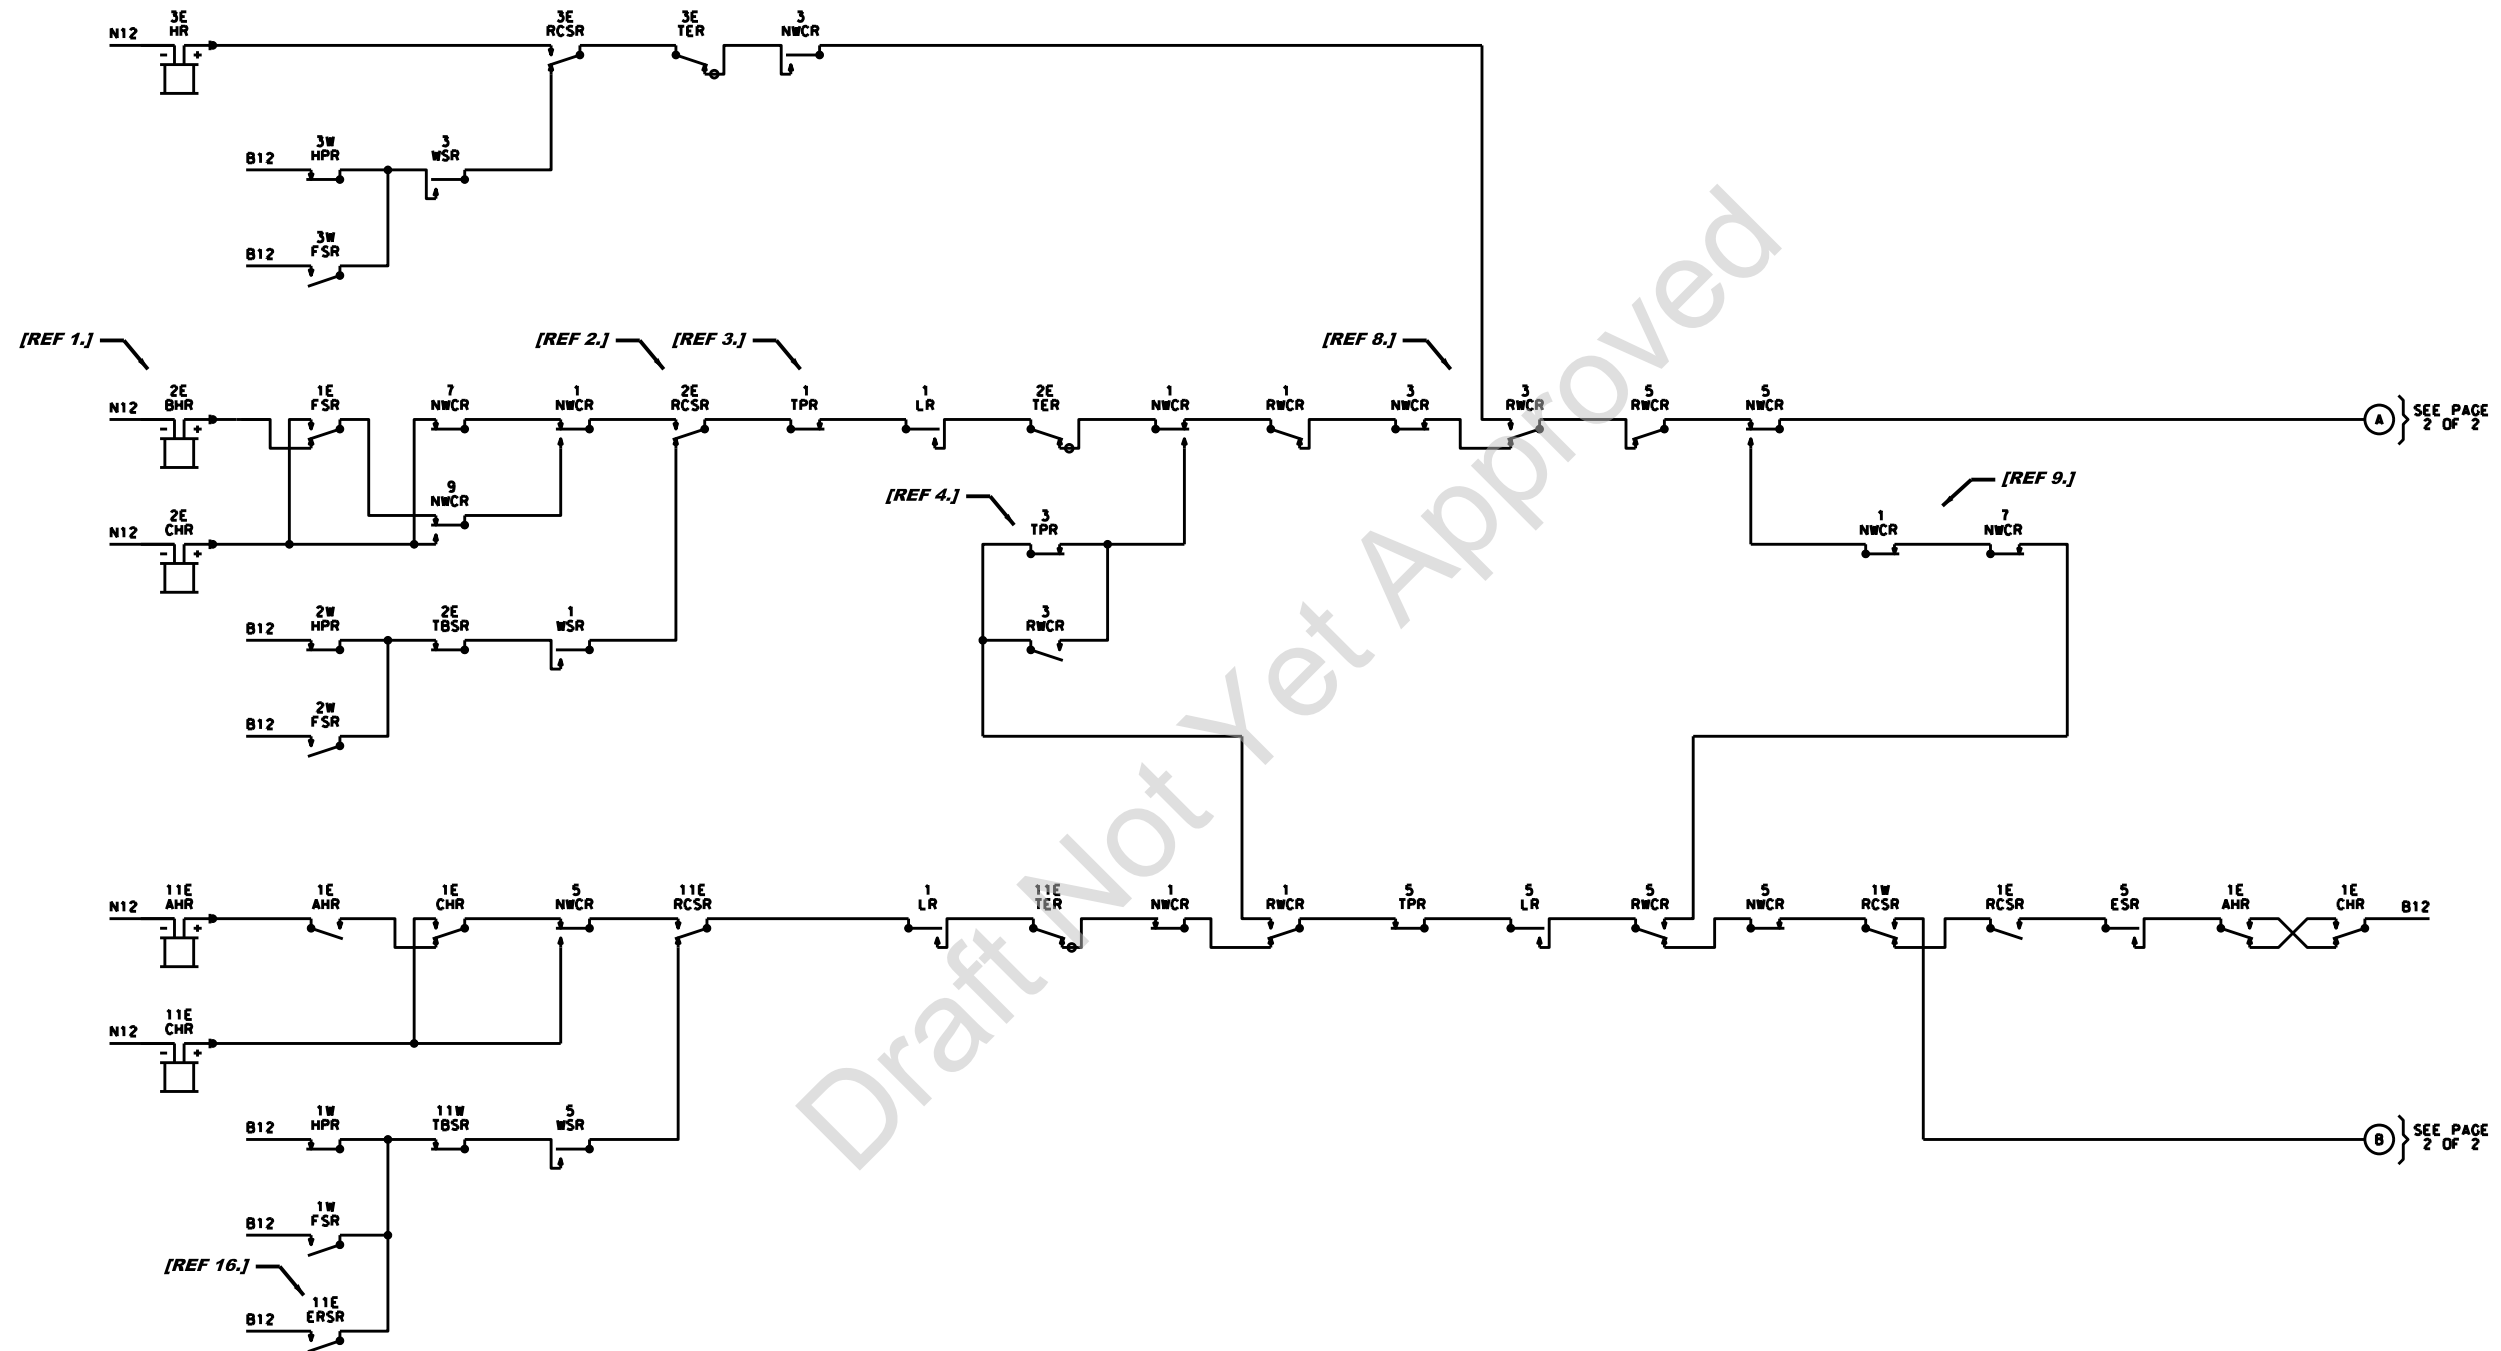 3E 3E 3
N12 HR RCSR TER NWCR
- +
3W 3
B12 HPR WSR
3W
B12 FSR
[REF 1.] [REF 2.] [REF 3.] [REF 8.]
2E 1E 7 1 2E 1 1 2E 1 1 3 3 5 5
N12 BHR FSR NWCR NWCR RCSR TPR LR TER NWCR RWCR NWCR RWCR RWCR NWCR
- +
A SEE PAGE
2 OF 2
[REF 9.]
9
NWCR
[REF 4.]
2E 3 1 7
N12 CHR TPR NWCR NWCR
- +
2W 2E 1 3
B12 HPR TBSR WSR RWCR
2W
B12 FSR
11E 1E 1E 5 11E 1 11E 1 1 5 5 5 5 1W 1E 5 1E 1E
N12 AHR AHR CHR NWCR RCSR LR TER NWCR RWCR TPR LR RWCR NWCR RCSR RCSR ESR AHR CHR B12
- +
11E
N12 CHR
- +
1W 11W 5
B12 HPR TBSR WSR
B SEE PAGE
2 OF 2
1W
B12 FSR
[REF 16.]
11E
B12 ERSR
Draft Not Yet Approved